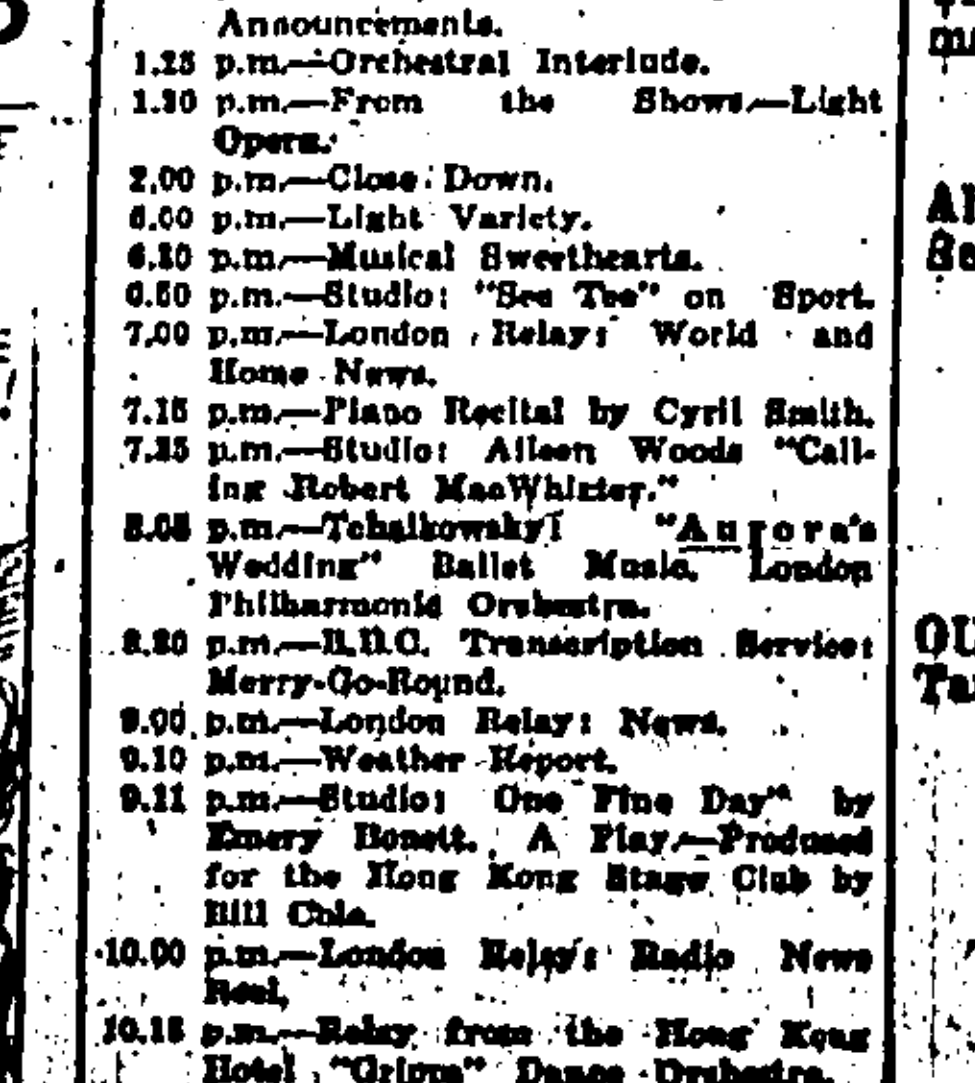 Announcements.
1.25 p.m.—Orchestral Interlude.
1.30 p.m.—From the Shows—Light
Opera.
2.00 p.m.—Close Down.
6.00 p.m.—Light Variety.
6.30 p.m.—Musical Sweethearts.
6.50 p.m.—Studio: "See Tee" on Sport.
7.00 p.m.—London Relay: World and
Home News.
7.15 p.m.—Piano Recital by Cyril Smith.
7.35 p.m.—Studio: Aileen Woods "Call-
ing Robert MacWhirter."
p.m.—Tchaikowsky: "Aurora's
Wedding" Ballet Music. London
Philharmonic Orchestra.
8.30 p.m.—B.B.C. Transcription Service:
Merry-Go-Round.
9.00 p.m.—London Relay: News.
9.10 p.m.—Weather Report.
9.11 p.m.—Studio: One Fine Day" by
Emery Bonett. A Play—Produced
for the Hong Kong Stage Club by
Bill
10.00 p.m.—London Relay: Radio News
Reel.
10.15 p.m.—Relay from the Hong Kong
Hotel "Gripps" Dance Orchestra.